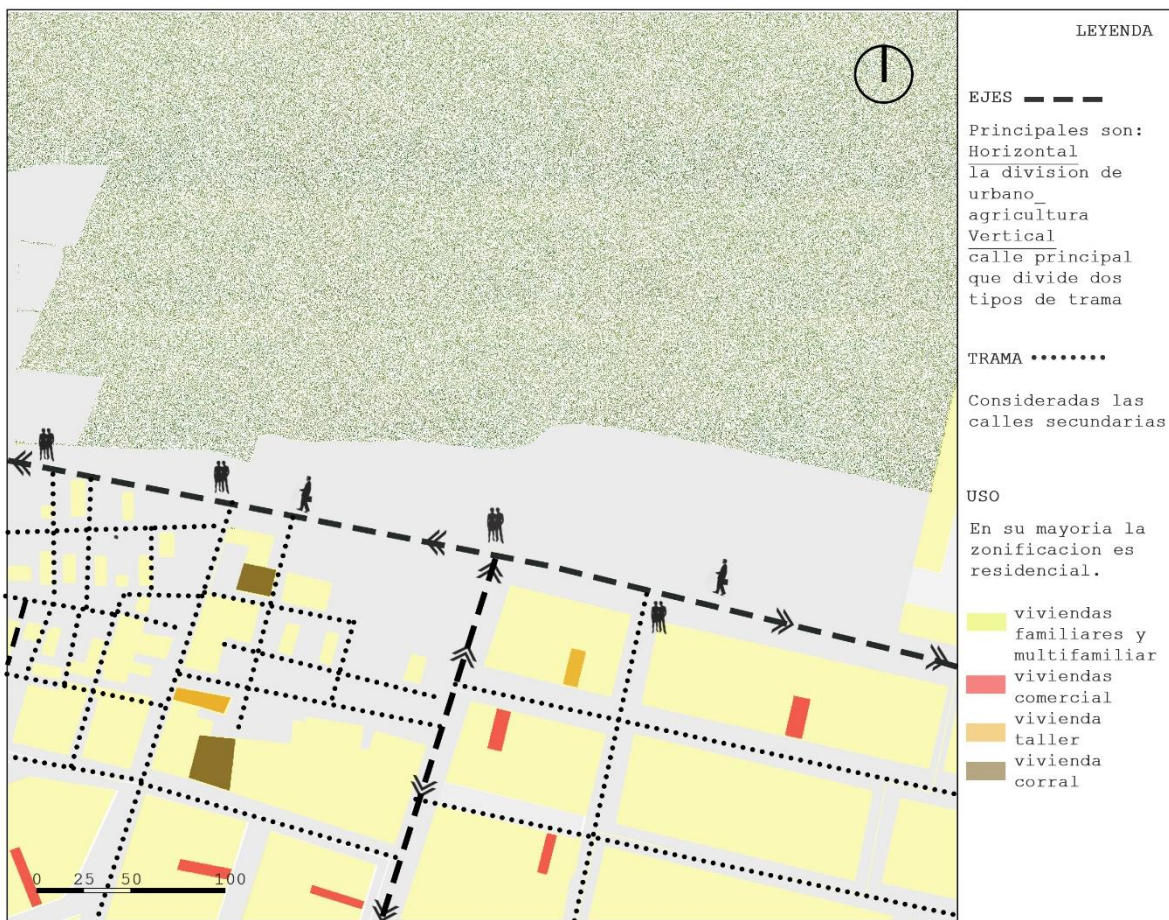 LEYENDA
EJES
Principales son:
Horizontal
la division de
urbano_
agricultura
Vertical
calle principal
que divide dos
tipos de trama
TRAMA
Consideradas las
calles secundarias
USO
En su mayoria la
zonificacion es
residencial.
viviendas
familiares y
multifamiliar
viviendas
comercial
vivienda
taller
vivienda
corral
0 25 50 100